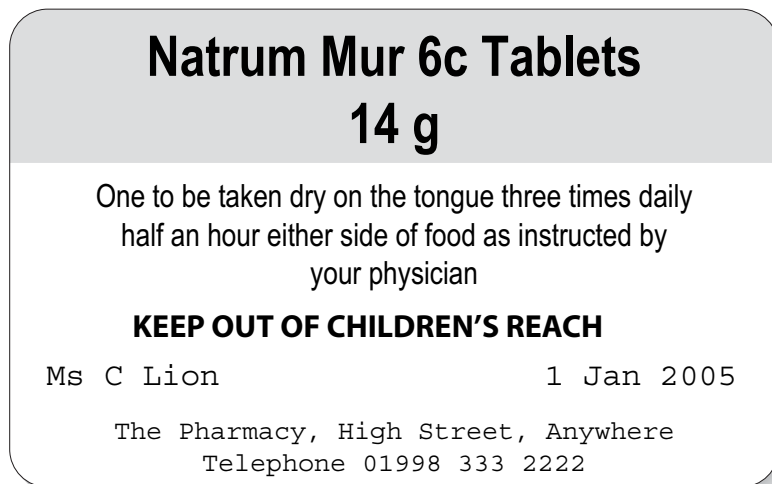 Natrum Mur 6c Tablets
14 g
One to be taken dry on the tongue three times daily
half an hour either side of food as instructed by
your physician
KEEP OUT OF CHILDREN’S REACH
Ms C Lion 1 Jan 2005
The Pharmacy, High Street, Anywhere
Telephone 01998 333 2222